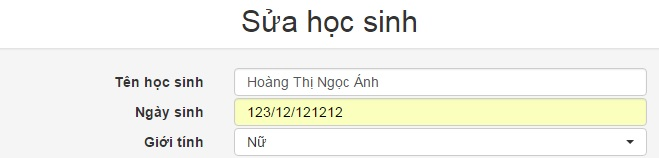 Sửa học sinh
Tên học sinh Hoàng Thị Ngọc Ánh
Ngày sinh 123/12/121212
Giới tính Nữ